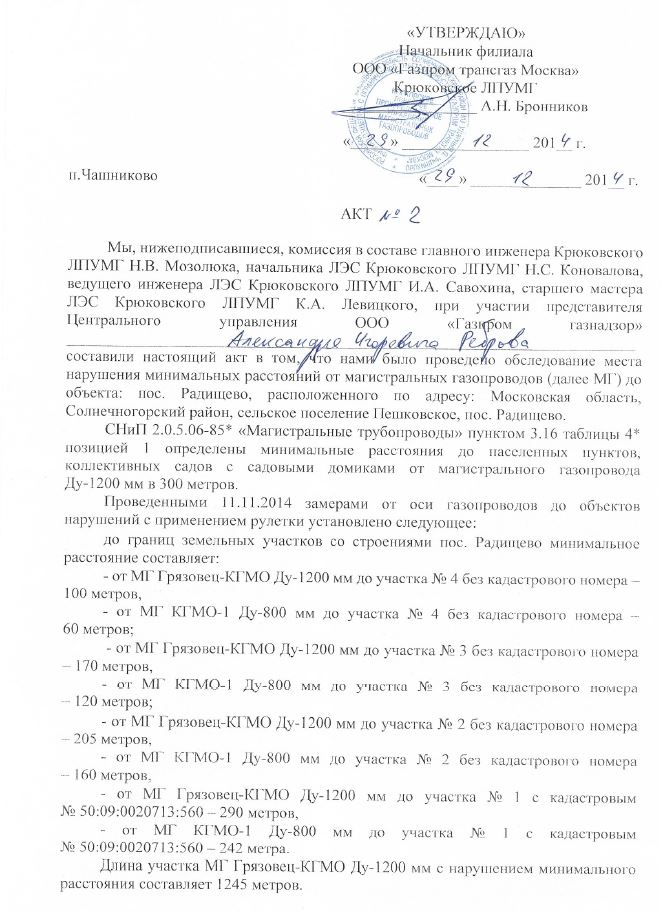 «УТВЕРЖДАЮ»
Начальник филиала
ООО «Газпром трансгаз Москва»
Крюковское ЛПУМГ
А.Н. Бронников
« 29 » 12 2014 г.
п.Чашниково « 29 » 12 2014 г.
АКТ № 2
Мы, нижеподписавшиеся, комиссия в составе главного инженера Крюковского
ЛПУМГ Н.В. Мозолюка, начальника ЛЭС Крюковского ЛПУМГ Н.С. Коновалова,
ведущего инженера ЛЭС Крюковского ЛПУМГ И.А. Савохина, старшего мастера
ЛЭС Крюковского ЛПУМГ К.А. Левицкого, при участии представителя
Центрального управления ООО «Газпром газнадзор»
Александра Игоревича Реброва
составили настоящий акт в том, что нами было проведено обследование места
нарушения минимальных расстояний от магистральных газопроводов (далее МГ) до
объекта: пос. Радищево, расположенного по адресу: Московская область,
Солнечногорский район, сельское поселение Пешковское, пос. Радищево.
СНиП 2.0.5.06-85* «Магистральные трубопроводы» пунктом 3.16 таблицы 4*
позицией 1 определены минимальные расстояния до населенных пунктов,
коллективных садов с садовыми домиками от магистрального газопровода
Ду-1200 мм в 300 метров.
Проведенными 11.11.2014 замерами от оси газопроводов до объектов
нарушений с применением рулетки установлено следующее:
до границ земельных участков со строениями пос. Радищево минимальное
расстояние составляет:
- от МГ Грязовец-КГМО Ду-1200 мм до участка № 4 без кадастрового номера –
100 метров,
- от МГ КГМО-1 Ду-800 мм до участка № 4 без кадастрового номера –
60 метров;
- от МГ Грязовец-КГМО Ду-1200 мм до участка № 3 без кадастрового номера
– 170 метров,
- от МГ КГМО-1 Ду-800 мм до участка № 3 без кадастрового номера
– 120 метров;
- от МГ Грязовец-КГМО Ду-1200 мм до участка № 2 без кадастрового номера
– 205 метров,
- от МГ КГМО-1 Ду-800 мм до участка № 2 без кадастрового номера
– 160 метров,
- от МГ Грязовец-КГМО Ду-1200 мм до участка № 1 с кадастровым
№ 50:09:0020713:560 – 290 метров,
- от МГ КГМО-1 Ду-800 мм до участка № 1 с кадастровым
№ 50:09:0020713:560 – 242 метра.
Длина участка МГ Грязовец-КГМО Ду-1200 мм с нарушением минимального
расстояния составляет 1245 метров.